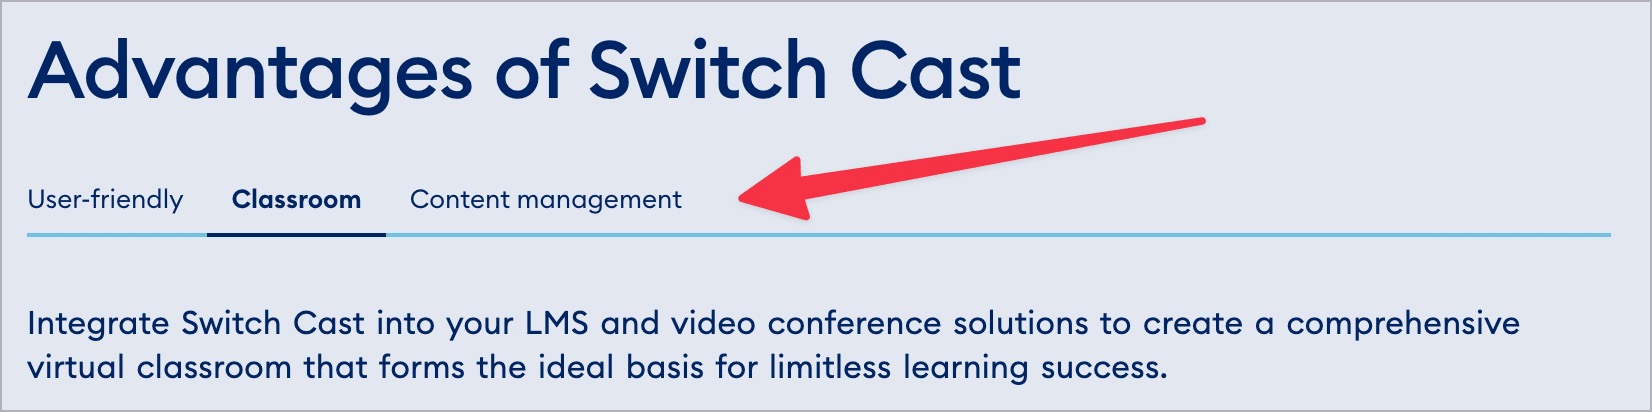 Advantages of Switch Cast
User-friendly Classroom Content management
Integrate Switch Cast into your LMS and video conference solutions to create a comprehensive
virtual classroom that forms the ideal basis for limitless learning success.